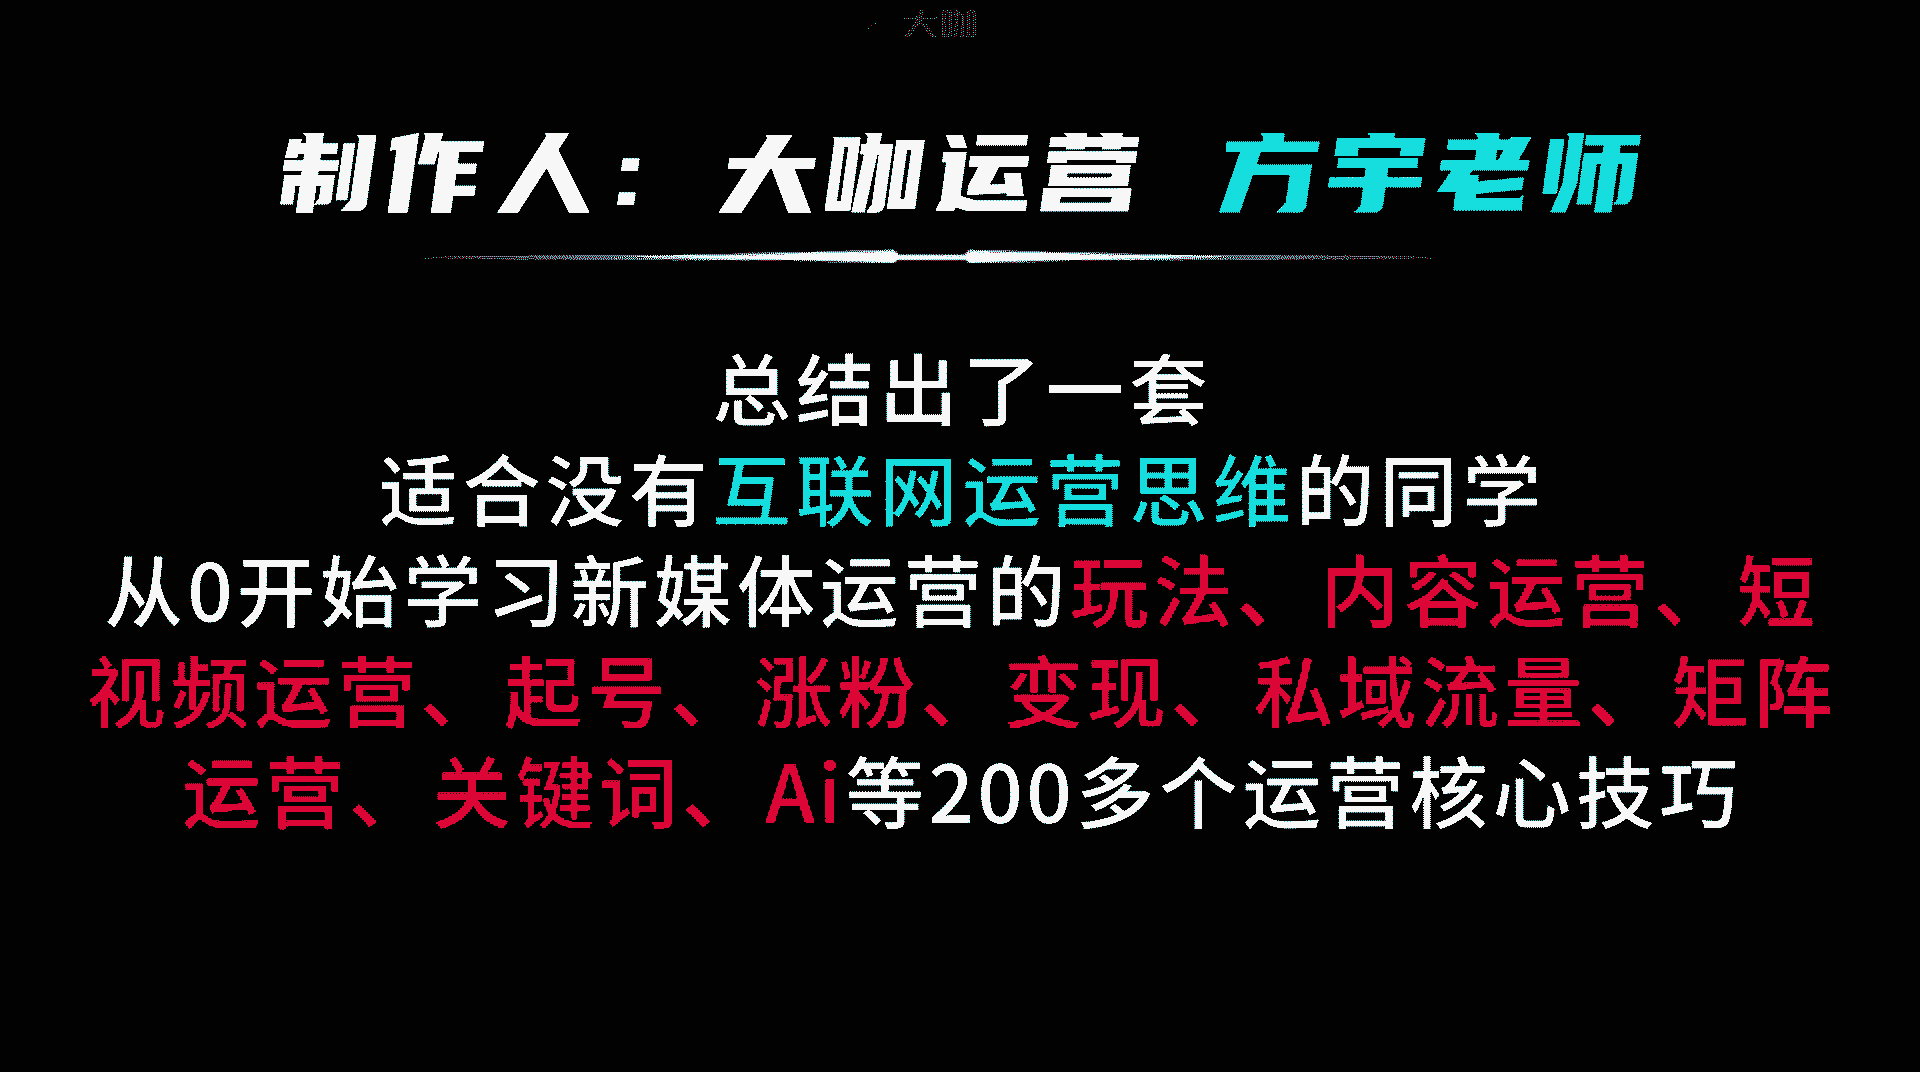 大咖
制作人：大咖运营 方宇老师
总结出了一套
适合没有互联网运营思维的同学
从0开始学习新媒体运营的玩法、内容运营、短
视频运营、起号、涨粉、变现、私域流量、矩阵
运营、关键词、Ai等200多个运营核心技巧